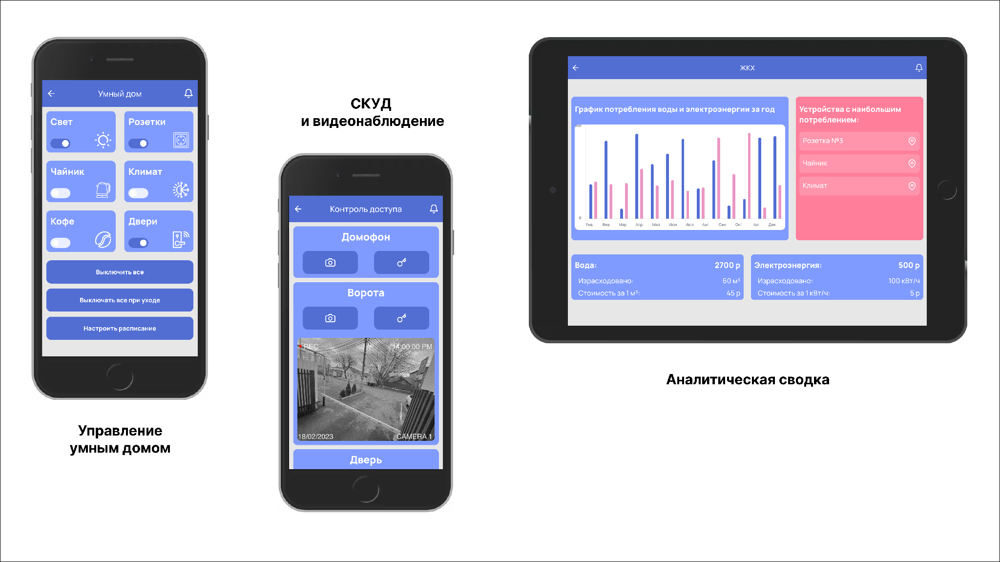 Умный дом
Свет
Розетки
Чайник
Климат
Кофе
Двери
Выключить все
Выключать все при уходе
Настроить расписание
Управление
умным домом
СКУД
и видеонаблюдение
Контроль доступа
Домофон
Ворота
REC
14:00:00 PM
18/02/2023
CAMERA 1
Дверь
ЖКХ
График потребления воды и электроэнергии за год
100
0
Янв Фев Мар Апр Май Июн Июл Авг Сен Окт Ноя Дек
Устройства с наибольшим
потреблением:
Розетка №3
Чайник
Климат
Вода: 2700 р
Израсходовано: 60 м³
Стоимость за 1 м³: 45 р
Электроэнергия: 500 р
Израсходовано: 100 кВт/ч
Стоимость за 1 кВт/ч: 5 р
Аналитическая сводка